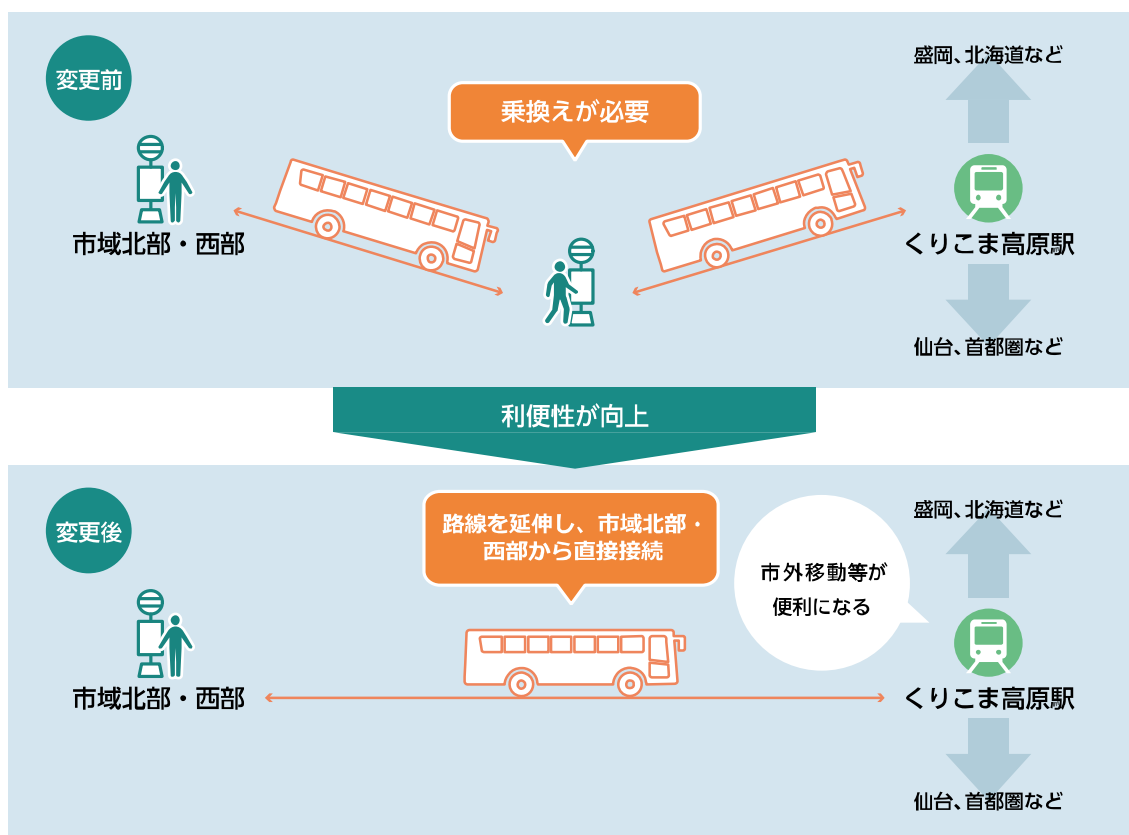 変更前
乗換えが必要
盛岡、北海道など
市域北部・西部
くりこま高原駅
仙台、首都圏など
利便性が向上
変更後
路線を延伸し、市域北部・
西部から直接接続
市外移動等が
便利になる
盛岡、北海道など
市域北部・西部
くりこま高原駅
仙台、首都圏など